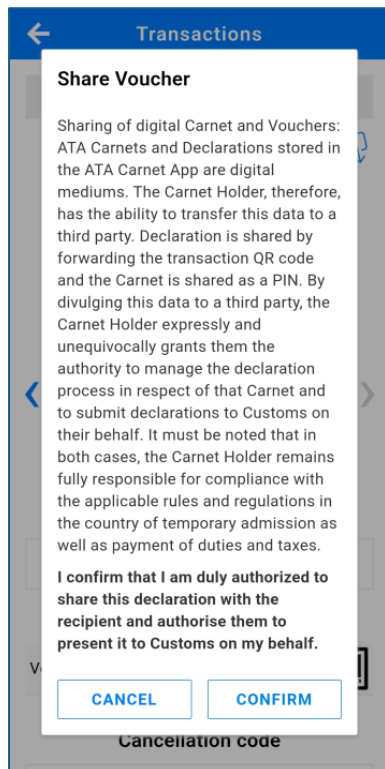 Transactions
Share Voucher
Sharing of digital Carnet and Vouchers:
ATA Carnets and Declarations stored in
the ATA Carnet App are digital
mediums. The Carnet Holder, therefore,
has the ability to transfer this data to a
third party. Declaration is shared by
forwarding the transaction QR code
and the Carnet is shared as a PIN. By
divulging this data to a third party, the
Carnet Holder expressly and
unequivocally grants them the
authority to manage the declaration
process in respect of that Carnet and
to submit declarations to Customs on
their behalf. It must be noted that in
both cases, the Carnet Holder remains
fully responsible for compliance with
the applicable rules and regulations in
the country of temporary admission as
well as payment of duties and taxes.
I confirm that I am duly authorized to
share this declaration with the
recipient and authorise them to
present it to Customs on my behalf.
CANCEL CONFIRM
Cancellation code